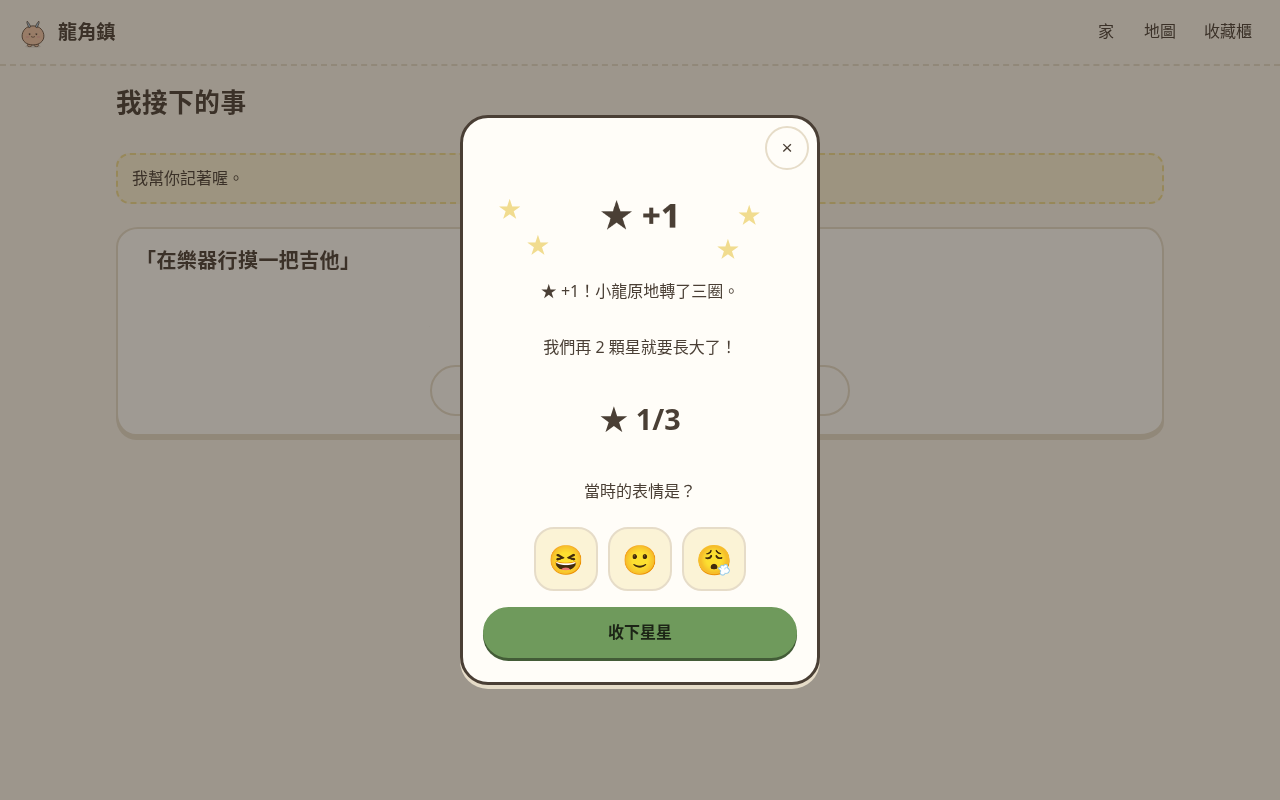 龍角鎮
家 地圖 收藏櫃
我接下的事
我幫你記著喔。
「在樂器行摸一把吉他」
×
★ +1
★ +1！小龍原地轉了三圈。
我們再 2 顆星就要長大了！
★ 1/3
當時的表情是？
收下星星